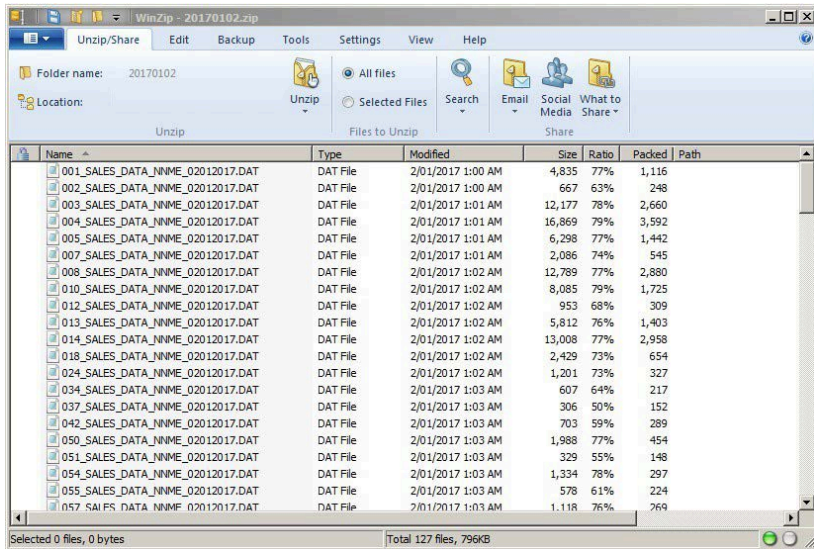 WinZip - 20170102.zip
Unzip/Share Edit Backup Tools Settings View Help
Folder name: 20170102
Location:
Unzip
All files
Selected Files
Search
Email
Social Media
What to Share
Unzip Files to Unzip Share
Name Type Modified Size Ratio Packed Path
001_SALES_DATA_NNME_02012017.DAT DAT File 2/01/2017 1:00 AM 4,835 77% 1,116
002_SALES_DATA_NNME_02012017.DAT DAT File 2/01/2017 1:00 AM 667 63% 248
003_SALES_DATA_NNME_02012017.DAT DAT File 2/01/2017 1:01 AM 12,177 78% 2,660
004_SALES_DATA_NNME_02012017.DAT DAT File 2/01/2017 1:01 AM 16,869 79% 3,592
005_SALES_DATA_NNME_02012017.DAT DAT File 2/01/2017 1:01 AM 6,298 77% 1,442
007_SALES_DATA_NNME_02012017.DAT DAT File 2/01/2017 1:01 AM 2,086 74% 545
008_SALES_DATA_NNME_02012017.DAT DAT File 2/01/2017 1:02 AM 12,789 77% 2,880
010_SALES_DATA_NNME_02012017.DAT DAT File 2/01/2017 1:02 AM 8,085 79% 1,725
012_SALES_DATA_NNME_02012017.DAT DAT File 2/01/2017 1:02 AM 953 68% 309
013_SALES_DATA_NNME_02012017.DAT DAT File 2/01/2017 1:02 AM 5,812 76% 1,403
014_SALES_DATA_NNME_02012017.DAT DAT File 2/01/2017 1:02 AM 13,008 77% 2,958
018_SALES_DATA_NNME_02012017.DAT DAT File 2/01/2017 1:02 AM 2,429 73% 654
024_SALES_DATA_NNME_02012017.DAT DAT File 2/01/2017 1:02 AM 1,201 73% 327
034_SALES_DATA_NNME_02012017.DAT DAT File 2/01/2017 1:03 AM 607 64% 217
037_SALES_DATA_NNME_02012017.DAT DAT File 2/01/2017 1:03 AM 306 50% 152
042_SALES_DATA_NNME_02012017.DAT DAT File 2/01/2017 1:03 AM 703 59% 289
050_SALES_DATA_NNME_02012017.DAT DAT File 2/01/2017 1:03 AM 1,988 77% 454
051_SALES_DATA_NNME_02012017.DAT DAT File 2/01/2017 1:03 AM 329 55% 148
054_SALES_DATA_NNME_02012017.DAT DAT File 2/01/2017 1:03 AM 1,334 78% 297
055_SALES_DATA_NNME_02012017.DAT DAT File 2/01/2017 1:03 AM 578 61% 224
057_SALES_DATA_NNME_02012017.DAT DAT File 2/01/2017 1:03 AM 1,118 76% 269
Selected 0 files, 0 bytes Total 127 files, 796KB